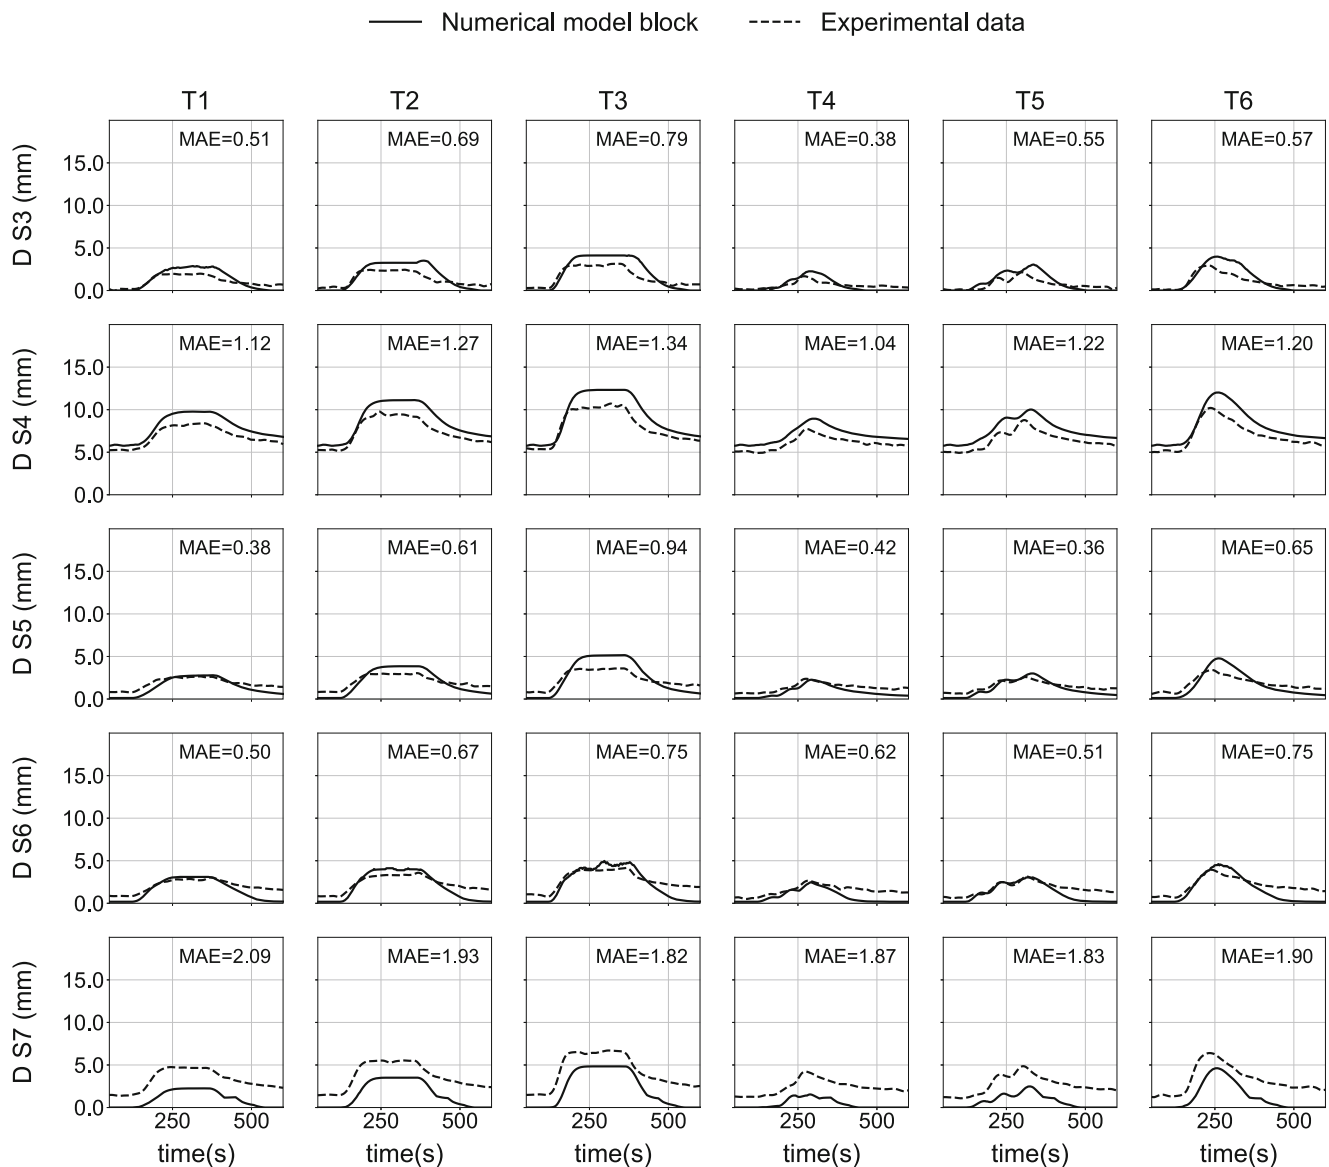 Numerical model block Experimental data
T1 T2 T3 T4 T5 T6
D S3 (mm)
MAE=0.51 MAE=0.69 MAE=0.79 MAE=0.38 MAE=0.55 MAE=0.57
15.0
10.0
5.0
0.0
D S4 (mm)
MAE=1.12 MAE=1.27 MAE=1.34 MAE=1.04 MAE=1.22 MAE=1.20
15.0
10.0
5.0
0.0
D S5 (mm)
MAE=0.38 MAE=0.61 MAE=0.94 MAE=0.42 MAE=0.36 MAE=0.65
15.0
10.0
5.0
0.0
D S6 (mm)
MAE=0.50 MAE=0.67 MAE=0.75 MAE=0.62 MAE=0.51 MAE=0.75
15.0
10.0
5.0
0.0
D S7 (mm)
MAE=2.09 MAE=1.93 MAE=1.82 MAE=1.87 MAE=1.83 MAE=1.90
15.0
10.0
5.0
0.0
250 500 250 500 250 500 250 500 250 500 250 500
time(s) time(s) time(s) time(s) time(s) time(s)